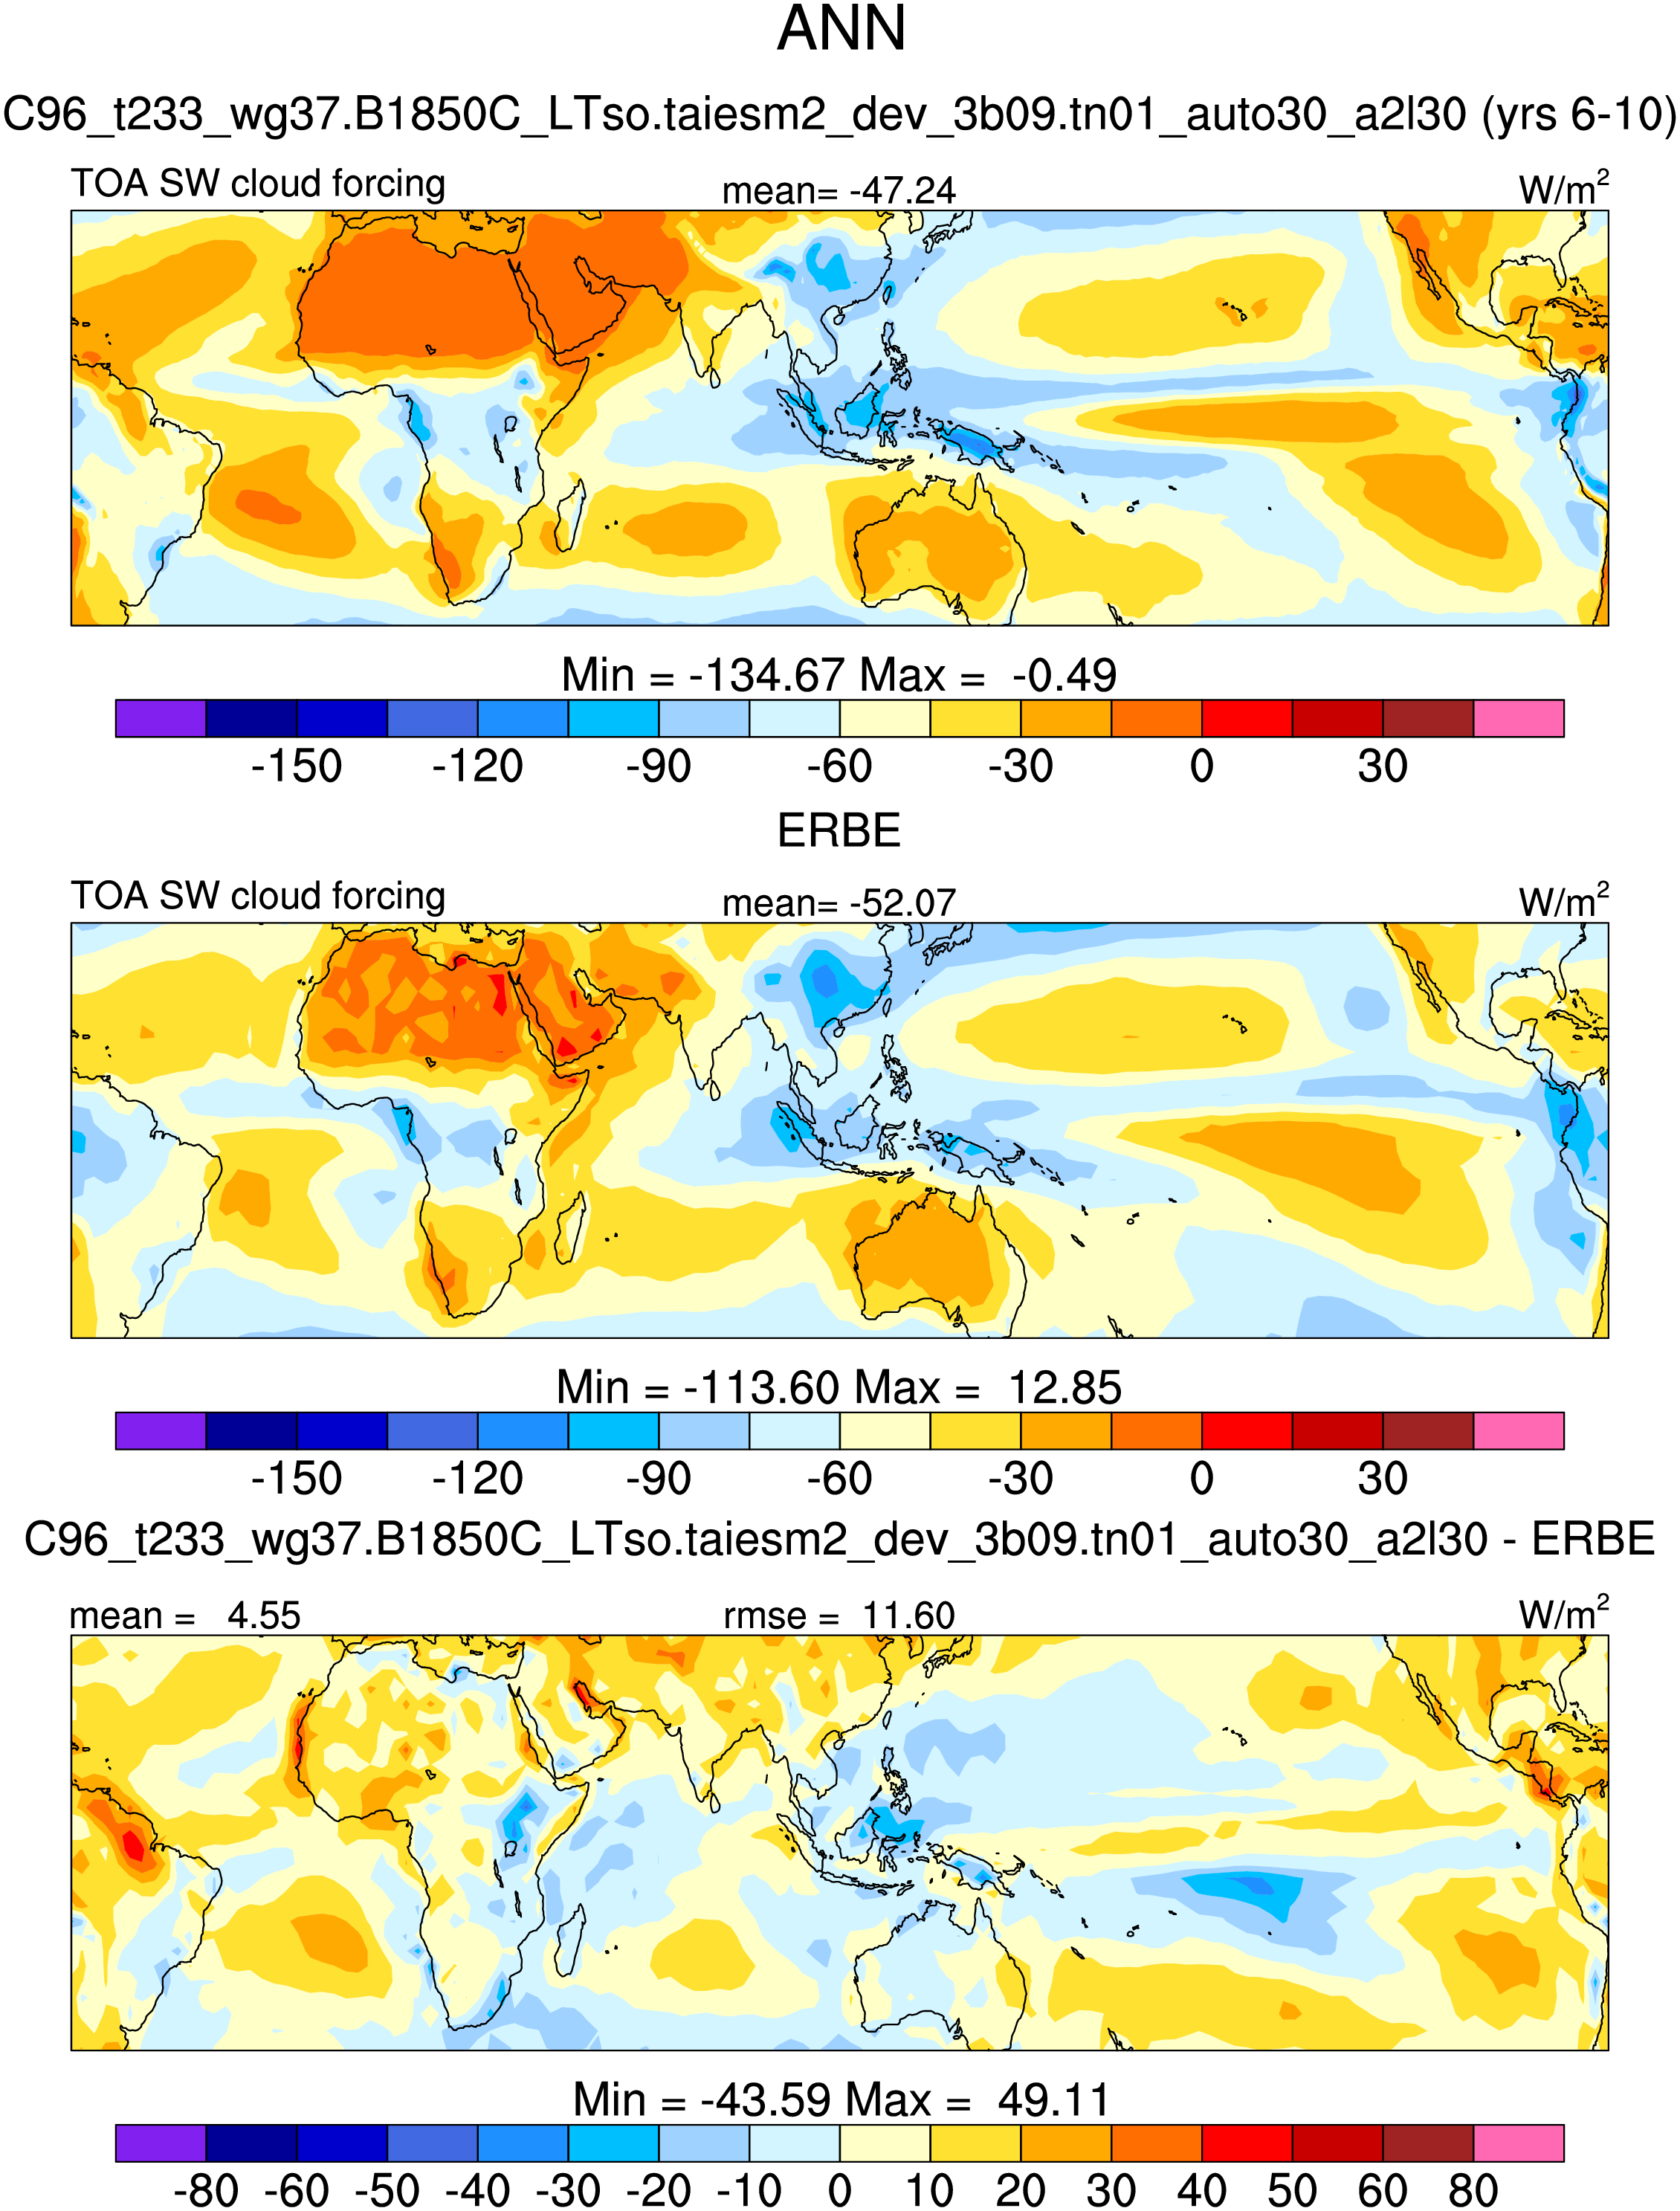 ANN
C96_t233_wg37.B1850C_LTso.taiesm2_dev_3b09.tn01_auto30_a2l30 (yrs 6-10)
TOA SW cloud forcing mean= -47.24 W/m2
Min = -134.67 Max = -0.49
-150 -120 -90 -60 -30 0 30
ERBE
TOA SW cloud forcing mean= -52.07 W/m2
Min = -113.60 Max = 12.85
-150 -120 -90 -60 -30 0 30
C96_t233_wg37.B1850C_LTso.taiesm2_dev_3b09.tn01_auto30_a2l30 - ERBE
mean = 4.55 rmse = 11.60 W/m2
Min = -43.59 Max = 49.11
-80 -60 -50 -40 -30 -20 -10 0 10 20 30 40 50 60 80